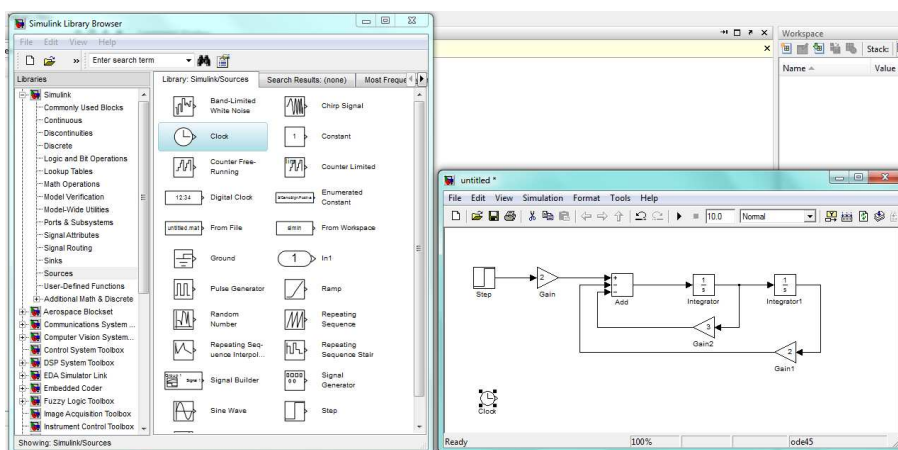 Simulink Library Browser
File Edit View Help
Enter search term
Libraries
Library: Simulink/Sources
Search Results: (none)
Most Freque
Simulink
Commonly Used Blocks
Continuous
Discontinuities
Discrete
Logic and Bit Operations
Lookup Tables
Math Operations
Model Verification
Model-Wide Utilities
Ports & Subsystems
Signal Attributes
Signal Routing
Sinks
Sources
User-Defined Functions
Additional Math & Discrete
Aerospace Blockset
Communications System ...
Computer Vision System...
Control System Toolbox
DSP System Toolbox
EDA Simulator Link
Embedded Coder
Fuzzy Logic Toolbox
Image Acquisition Toolbox
Instrument Control Toolbox
Band-Limited
White Noise
Chirp Signal
Clock
1
Constant
Counter Free-
Running
Counter Limited
12:34
Digital Clock
Enumerated
Constant
untitled.mat
From File
simin
From Workspace
Ground
1
In1
Pulse Generator
Ramp
Random
Number
Repeating
Sequence
Repeating Seq-
uence Interpol...
Repeating
Sequence Stair
Signal Builder
Signal
Generator
Sine Wave
Step
Showing: Simulink/Sources
Workspace
Stack:
Name
Value
untitled *
File Edit View Simulation Format Tools Help
10.0
Normal
Step
2
Gain
Add
1
s
Integrator
1
s
Integrator1
3
Gain2
2
Gain1
Clock
Ready
100%
ode45